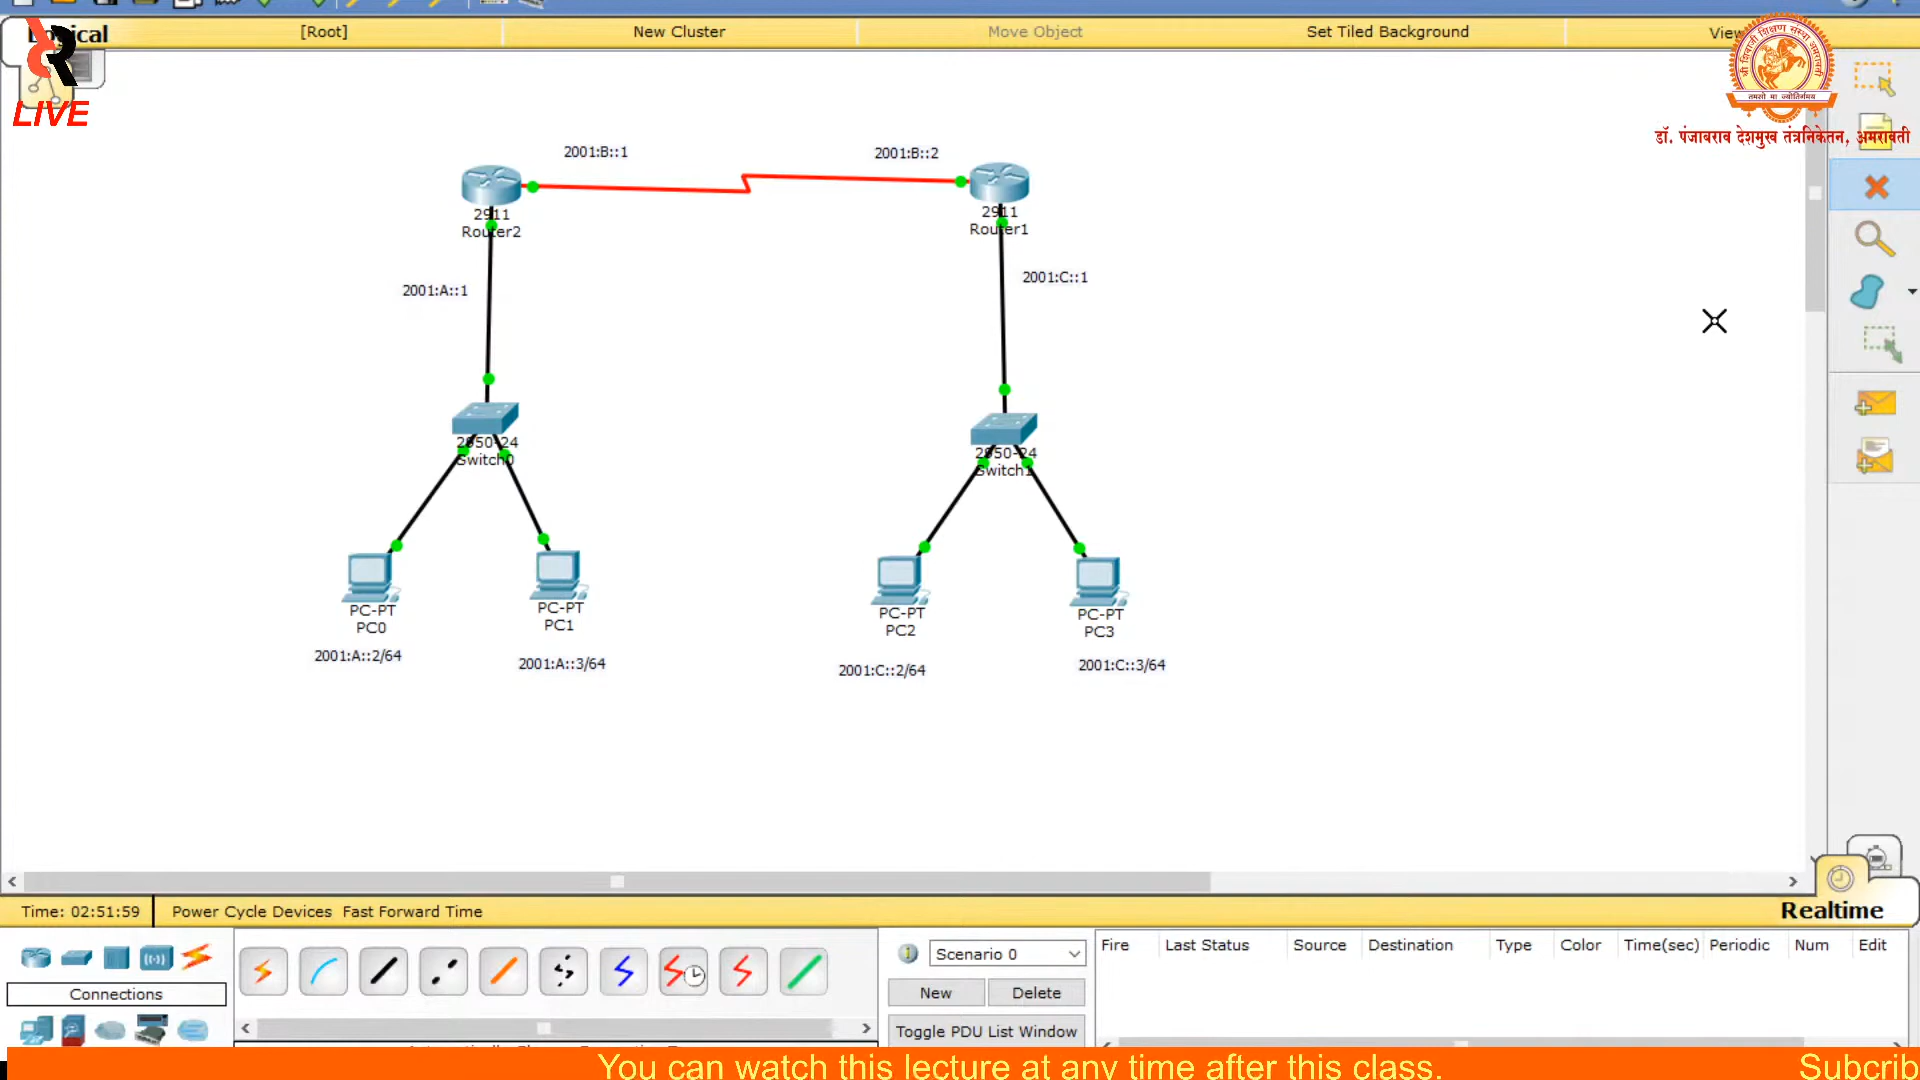 Logical
[Root]
New Cluster
Move Object
Set Tiled Background
LIVE
डॉ. पंजाबराव देशमुख तंत्रनिकेतन, अमरावती
2001:B::1
2001:B::2
2911
Router2
2911
Router1
2001:A::1
2001:C::1
2950-24
Switch0
2950-24
Switch1
PC-PT
PC0
PC-PT
PC1
PC-PT
PC2
PC-PT
PC3
2001:A::2/64
2001:A::3/64
2001:C::2/64
2001:C::3/64
Time: 02:51:59
Power Cycle Devices Fast Forward Time
Realtime
Connections
Scenario 0
New
Delete
Toggle PDU List Window
Fire Last Status Source Destination Type Color Time(sec) Periodic Num Edit
You can watch this lecture at any time after this class.
Subcrib